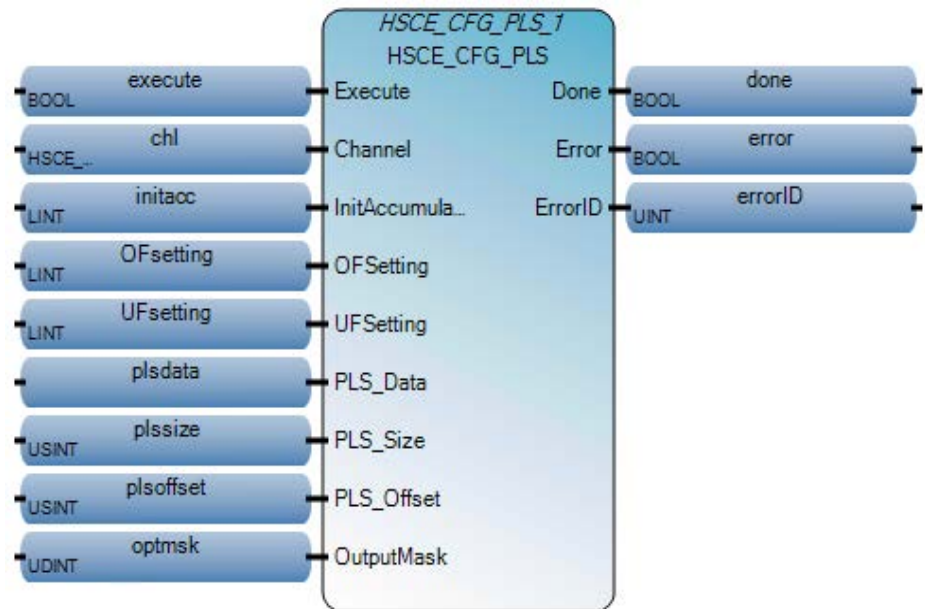 HSCE_CFG_PLS_1
HSCE_CFG_PLS
execute
BOOL
Execute
Done
done
BOOL
chl
HSCE_...
Channel
Error
error
BOOL
initacc
LINT
InitAccumula...
ErrorID
errorID
UINT
OFsetting
LINT
OFSetting
UFsetting
LINT
UFSetting
plsdata
PLS_Data
plssize
USINT
PLS_Size
plsoffset
USINT
PLS_Offset
optmsk
UDINT
OutputMask